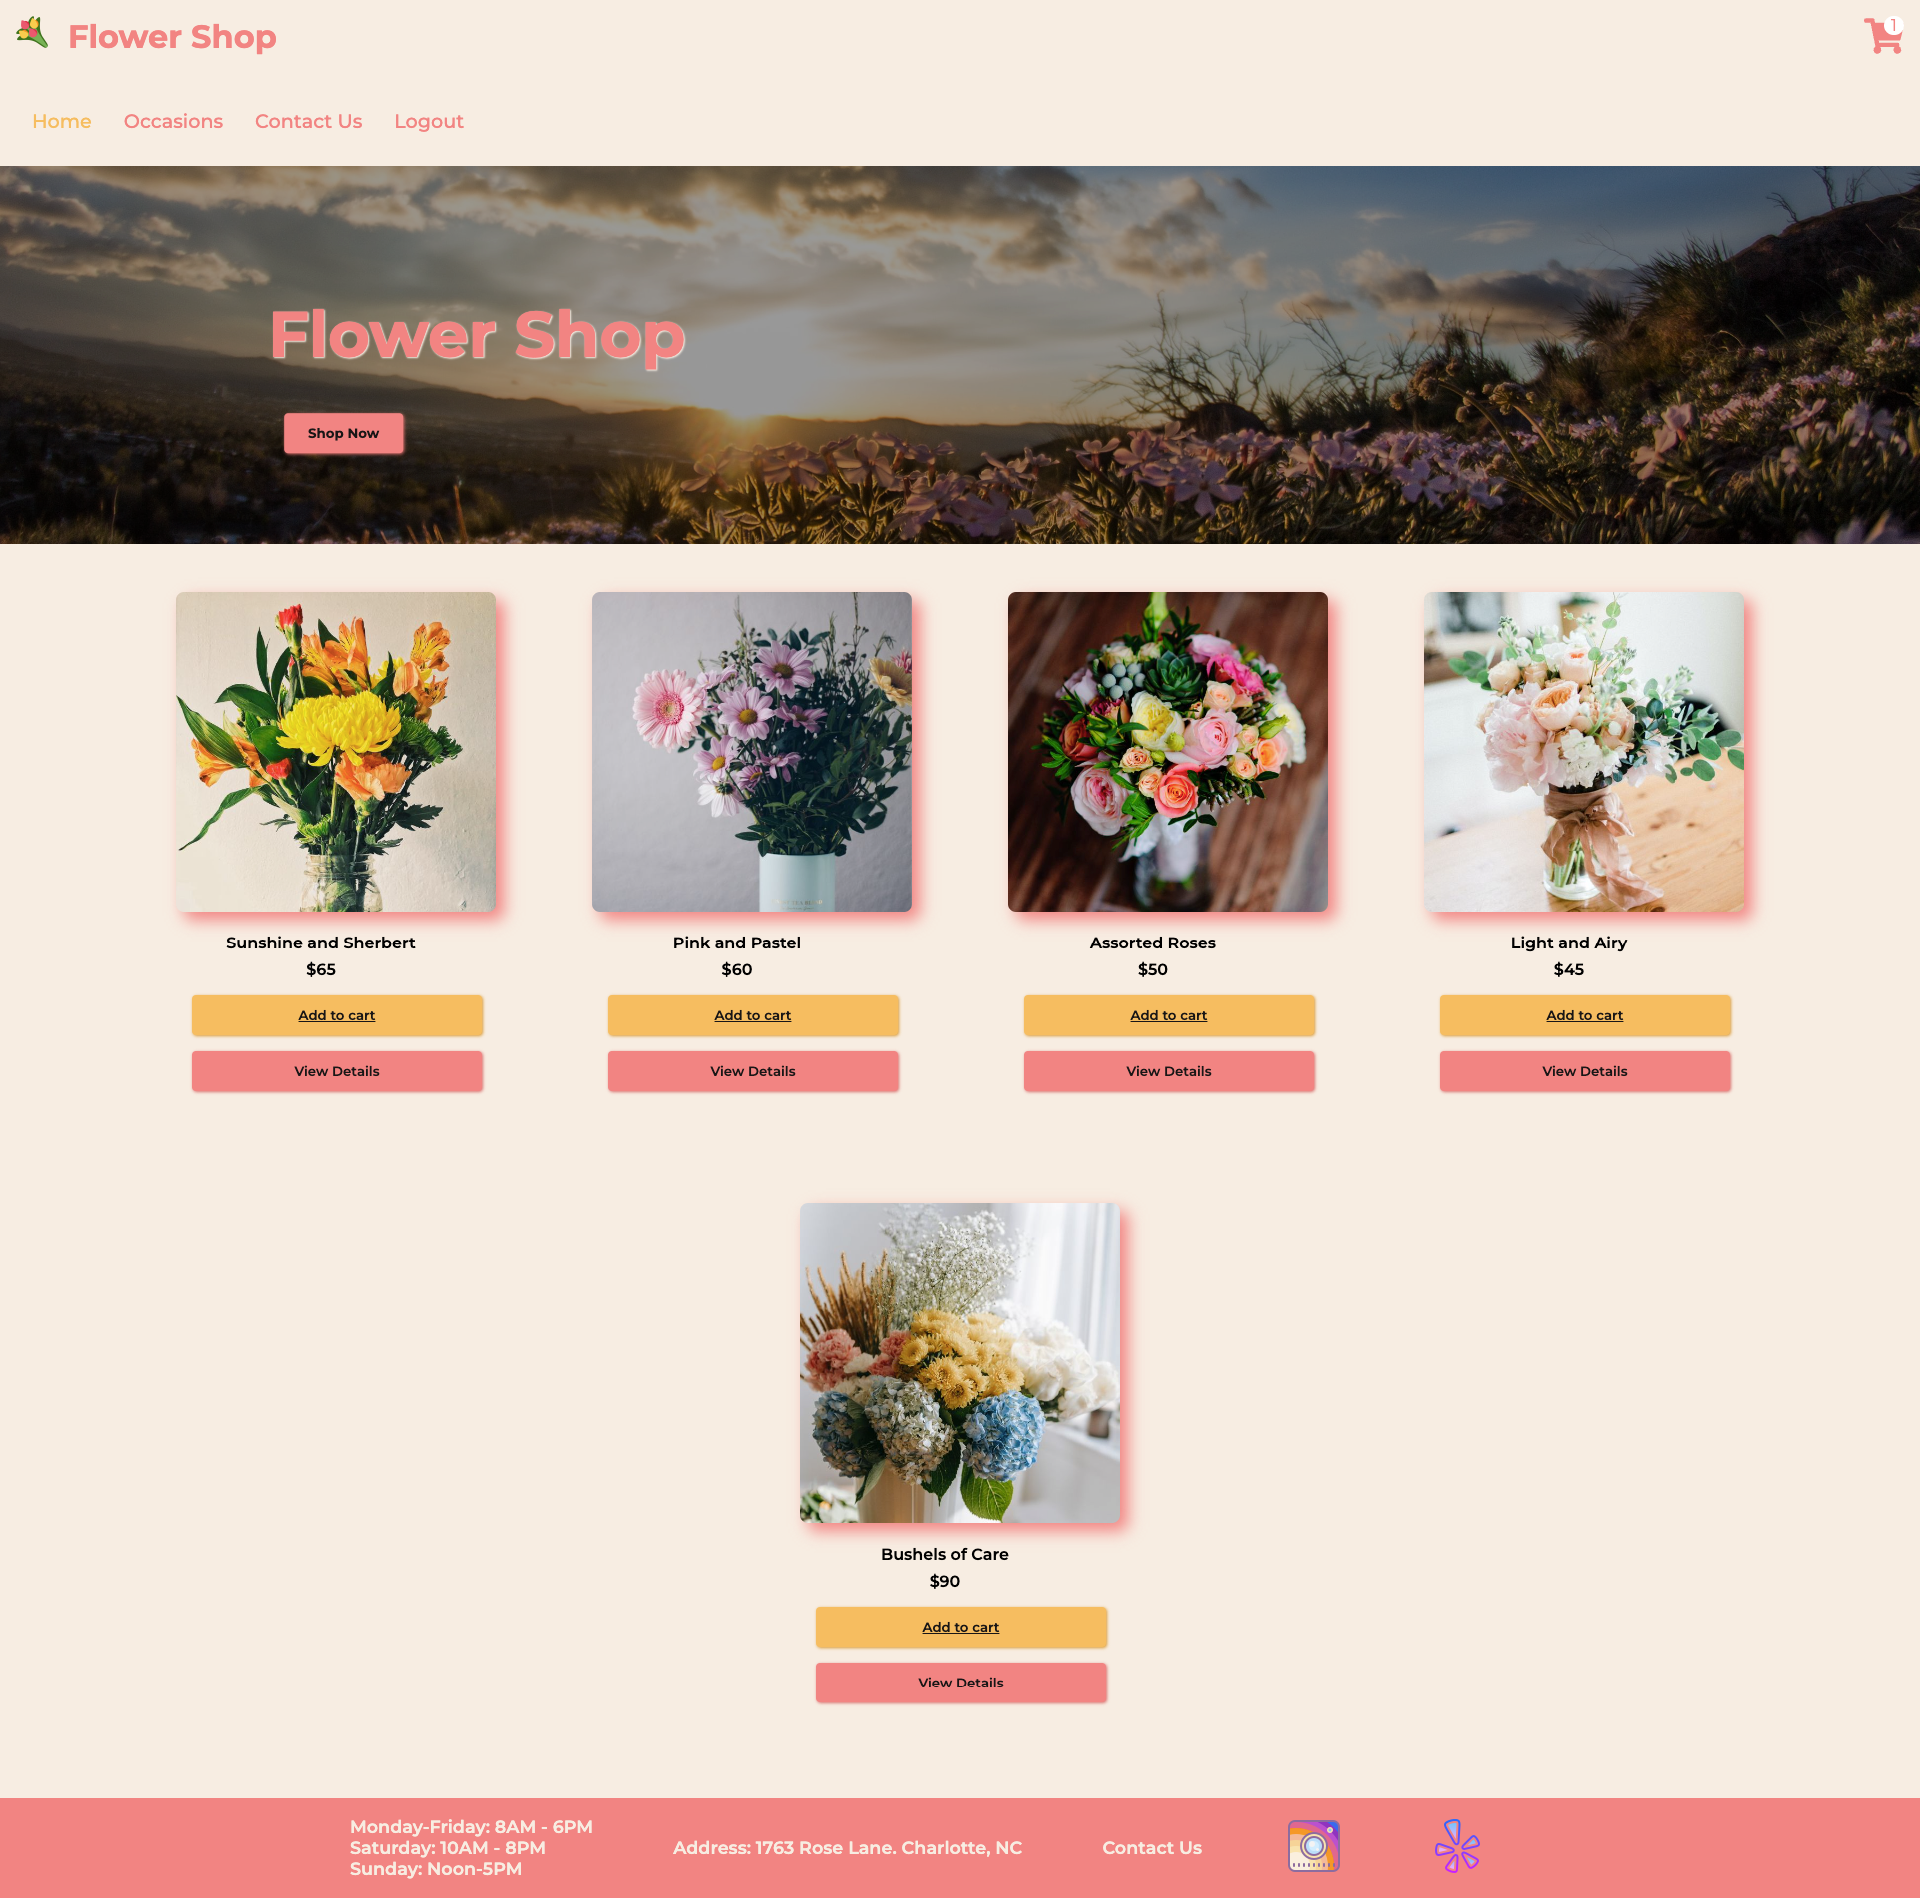 Flower Shop
1
Home
Occasions
Contact Us
Logout
Flower Shop
Shop Now
Sunshine and Sherbert
$65
Add to cart
View Details
Pink and Pastel
$60
Add to cart
View Details
Assorted Roses
$50
Add to cart
View Details
Light and Airy
$45
Add to cart
View Details
Bushels of Care
$90
Add to cart
View Details
Monday-Friday: 8AM - 6PM
Saturday: 10AM - 8PM
Sunday: Noon-5PM
Address: 1763 Rose Lane. Charlotte, NC
Contact Us